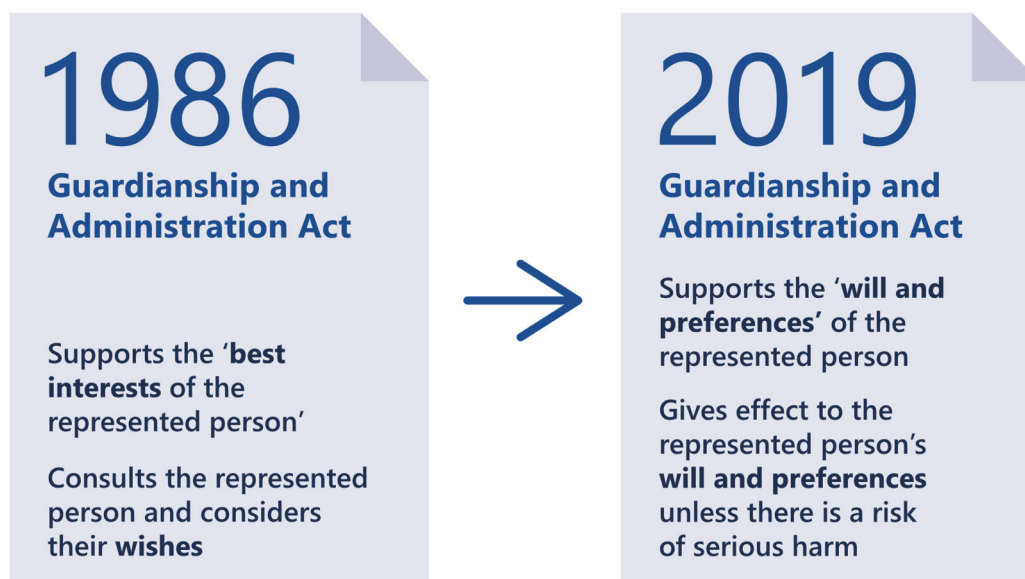 1986
Guardianship and
Administration Act
Supports the ‘best
interests of the
represented person’
Consults the represented
person and considers
their wishes
2019
Guardianship and
Administration Act
Supports the ‘will and
preferences’ of the
represented person
Gives effect to the
represented person’s
will and preferences
unless there is a risk
of serious harm